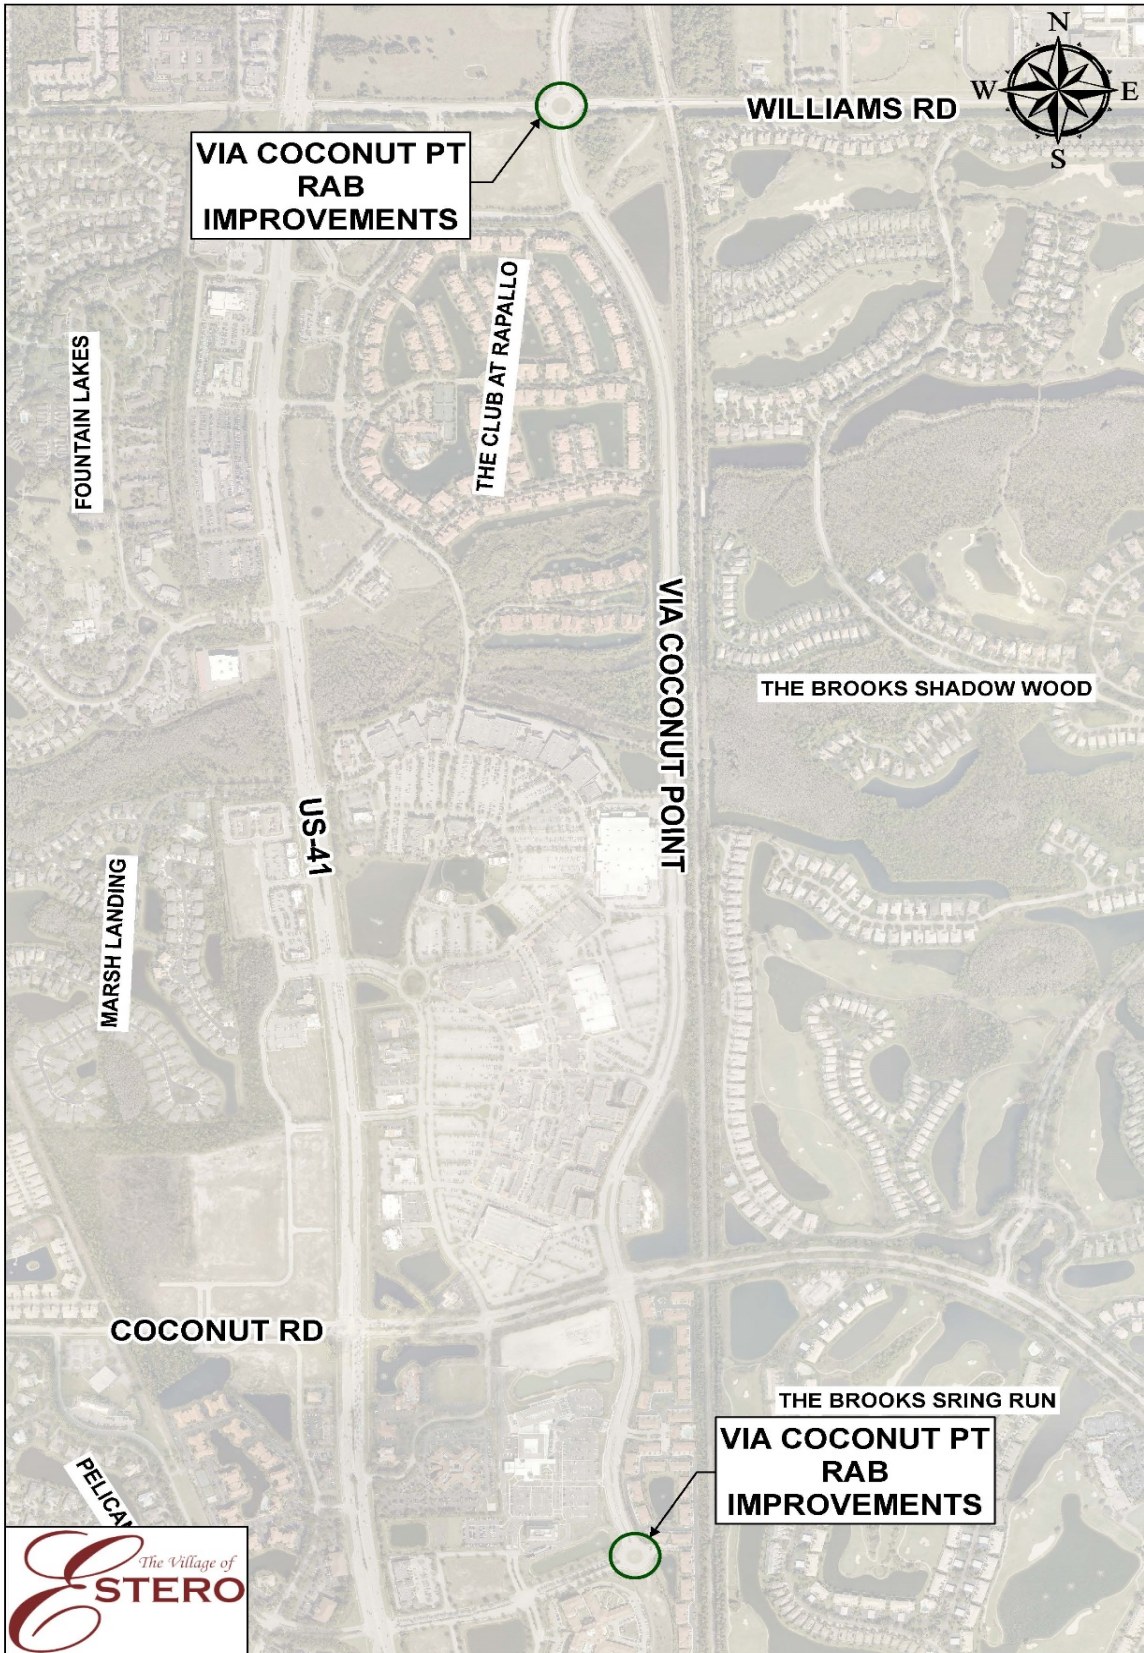 N
WILLIAMS RD
W
E
S
VIA COCONUT PT
RAB
IMPROVEMENTS
THE CLUB AT RAPALLO
FOUNTAIN LAKES
VIA COCONUT POINT
THE BROOKS SHADOW WOOD
US-41
MARSH LANDING
COCONUT RD
THE BROOKS SRING RUN
VIA COCONUT PT
RAB
IMPROVEMENTS
PELICAN
The Village of
ESTERO